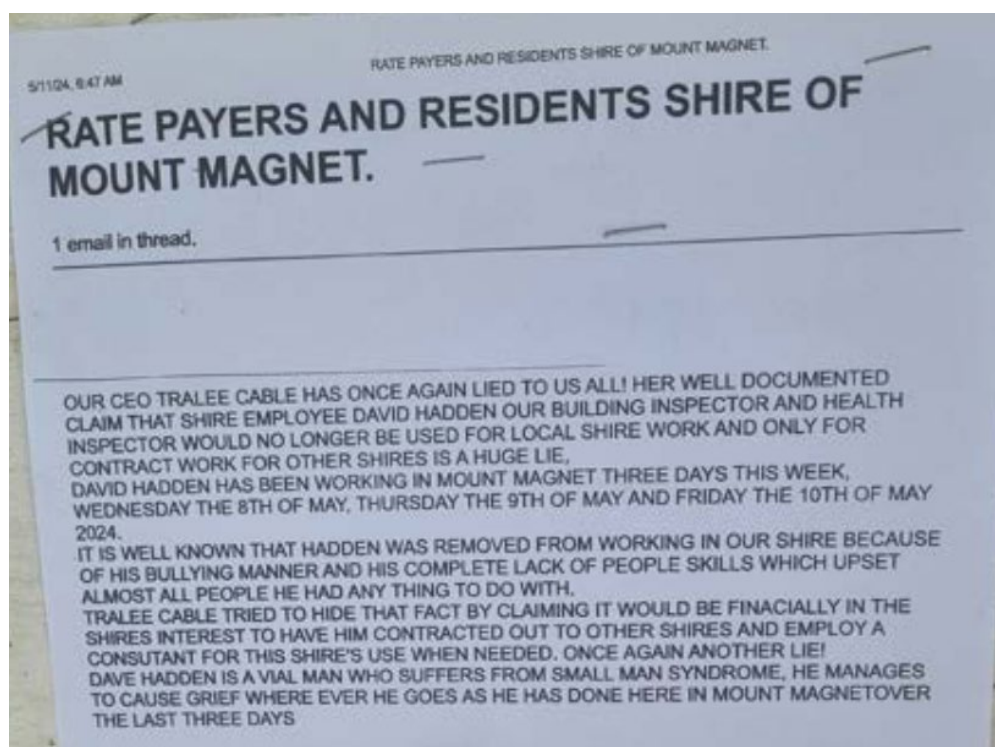 5/11/24, 6:47 AM
RATE PAYERS AND RESIDENTS SHIRE OF MOUNT MAGNET.
RATE PAYERS AND RESIDENTS SHIRE OF
MOUNT MAGNET.
1 email in thread.
OUR CEO TRALEE CABLE HAS ONCE AGAIN LIED TO US ALL! HER WELL DOCUMENTED
CLAIM THAT SHIRE EMPLOYEE DAVID HADDEN OUR BUILDING INSPECTOR AND HEALTH
INSPECTOR WOULD NO LONGER BE USED FOR LOCAL SHIRE WORK AND ONLY FOR
CONTRACT WORK FOR OTHER SHIRES IS A HUGE LIE,
DAVID HADDEN HAS BEEN WORKING IN MOUNT MAGNET THREE DAYS THIS WEEK,
WEDNESDAY THE 8TH OF MAY, THURSDAY THE 9TH OF MAY AND FRIDAY THE 10TH OF MAY
2024.
IT IS WELL KNOWN THAT HADDEN WAS REMOVED FROM WORKING IN OUR SHIRE BECAUSE
OF HIS BULLYING MANNER AND HIS COMPLETE LACK OF PEOPLE SKILLS WHICH UPSET
ALMOST ALL PEOPLE HE HAD ANY THING TO DO WITH.
TRALEE CABLE TRIED TO HIDE THAT FACT BY CLAIMING IT WOULD BE FINACIALLY IN THE
SHIRES INTEREST TO HAVE HIM CONTRACTED OUT TO OTHER SHIRES AND EMPLOY A
CONSUTANT FOR THIS SHIRE'S USE WHEN NEEDED. ONCE AGAIN ANOTHER LIE!
DAVE HADDEN IS A VIAL MAN WHO SUFFERS FROM SMALL MAN SYNDROME, HE MANAGES
TO CAUSE GRIEF WHERE EVER HE GOES AS HE HAS DONE HERE IN MOUNT MAGNETOVER
THE LAST THREE DAYS